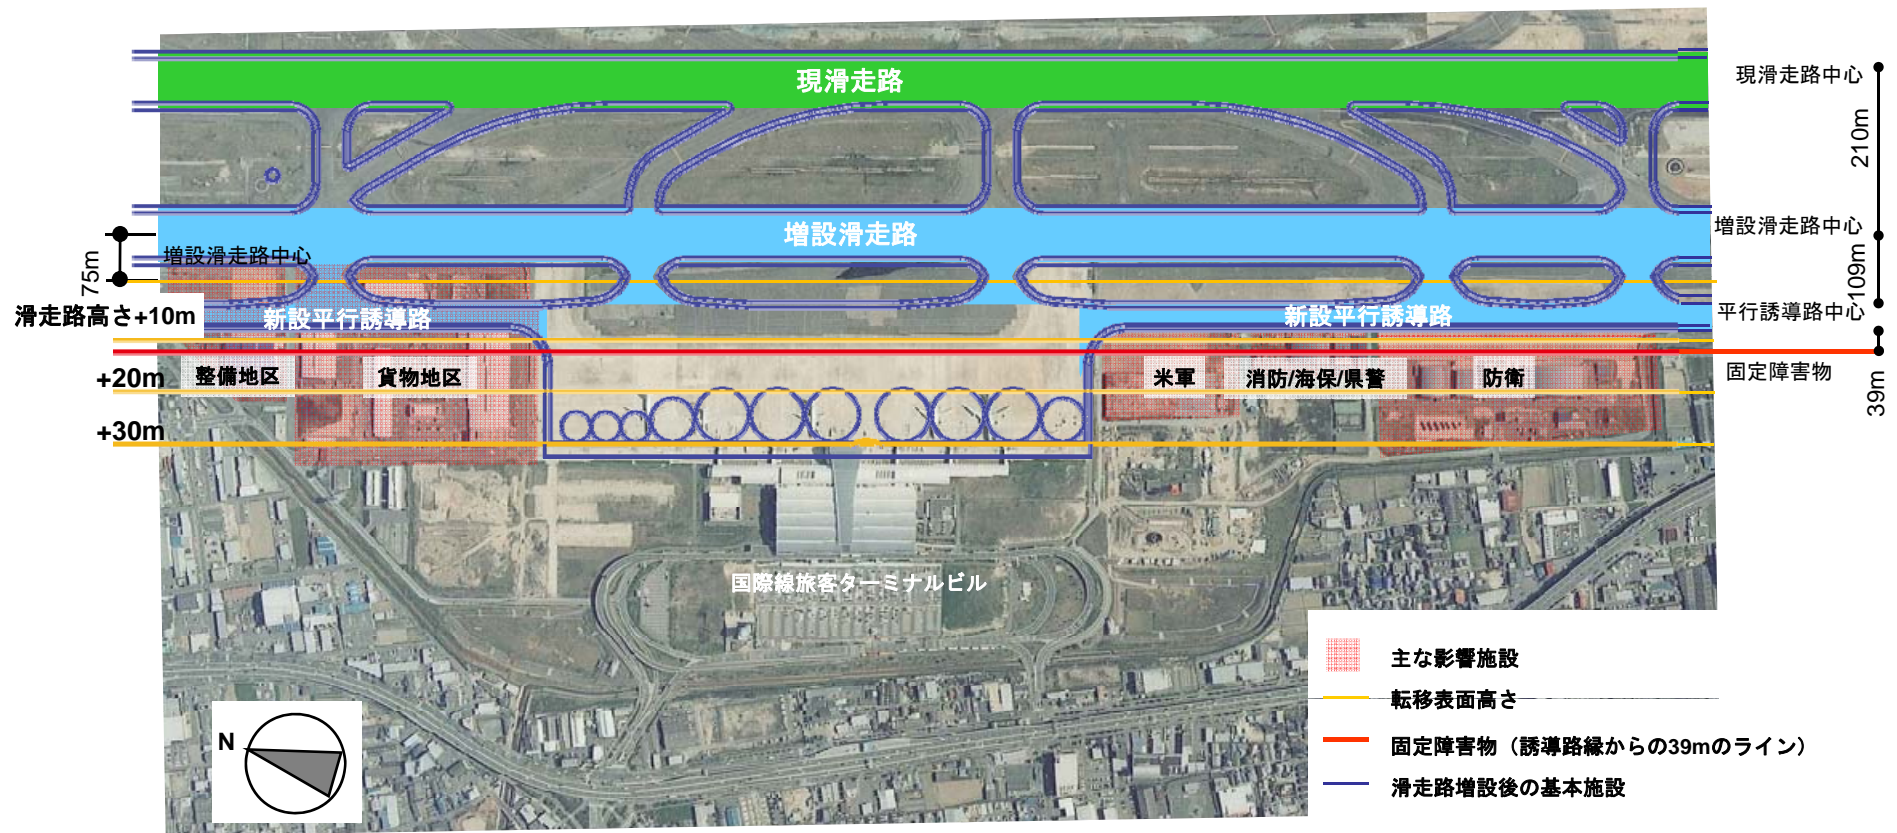 現滑走路
現滑走路中心
210m
増設滑走路
増設滑走路中心
増設滑走路中心
75m
109m
滑走路高さ+10m
新設平行誘導路
新設平行誘導路
平行誘導路中心
整備地区
貨物地区
米軍
消防/海保/県警
防衛
固定障害物
39m
+20m
+30m
国際線旅客ターミナルビル
N
主な影響施設
転移表面高さ
固定障害物（誘導路縁からの39mのライン）
滑走路増設後の基本施設